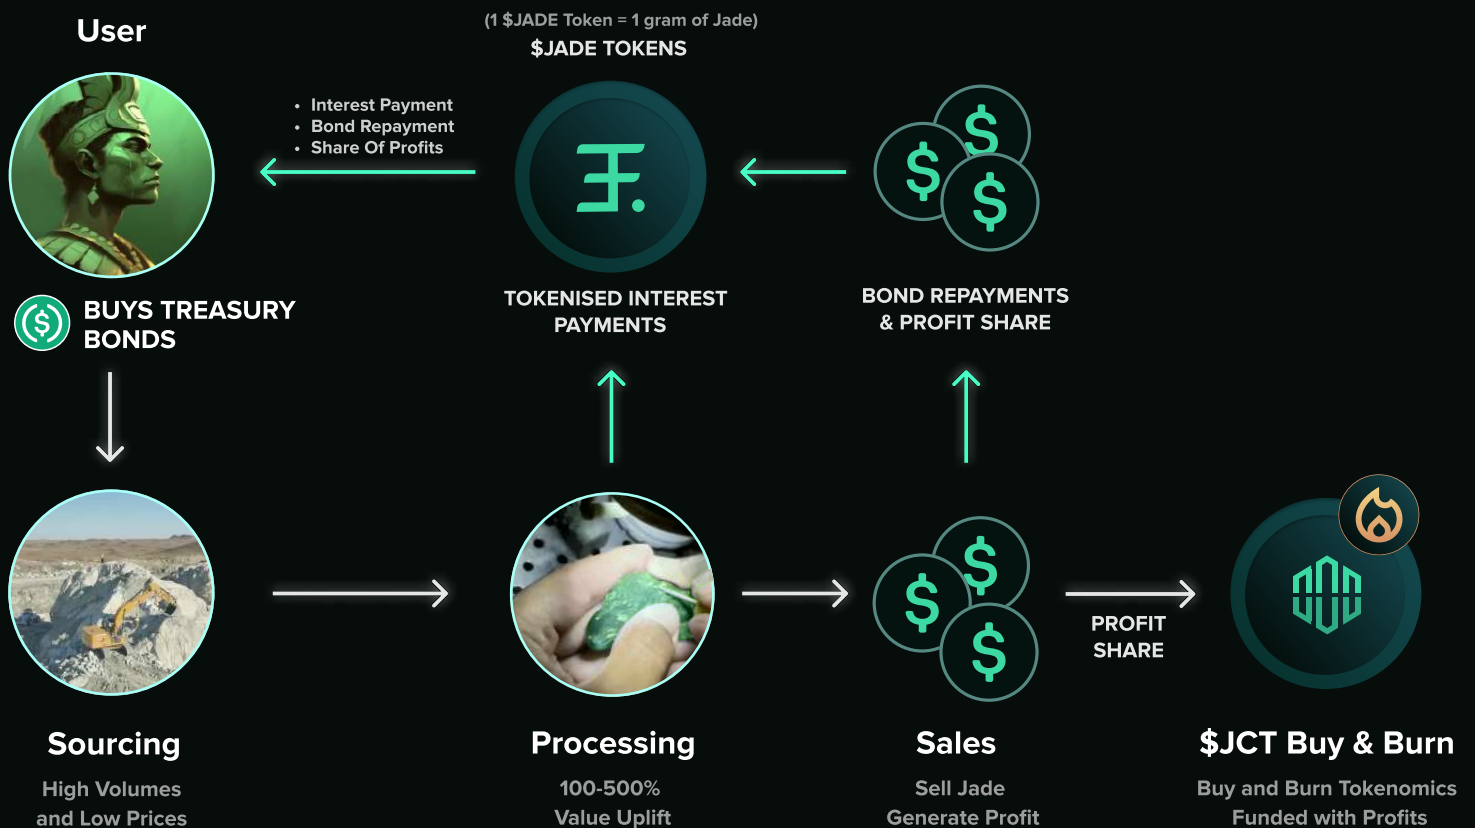 User
(1 $JADE Token = 1 gram of Jade)
$JADE TOKENS
• Interest Payment
• Bond Repayment
• Share Of Profits
BUYS TREASURY
BONDS
TOKENISED INTEREST
PAYMENTS
BOND REPAYMENTS
& PROFIT SHARE
PROFIT
SHARE
Sourcing
High Volumes
and Low Prices
Processing
100-500%
Value Uplift
Sales
Sell Jade
Generate Profit
$JCT Buy & Burn
Buy and Burn Tokenomics
Funded with Profits